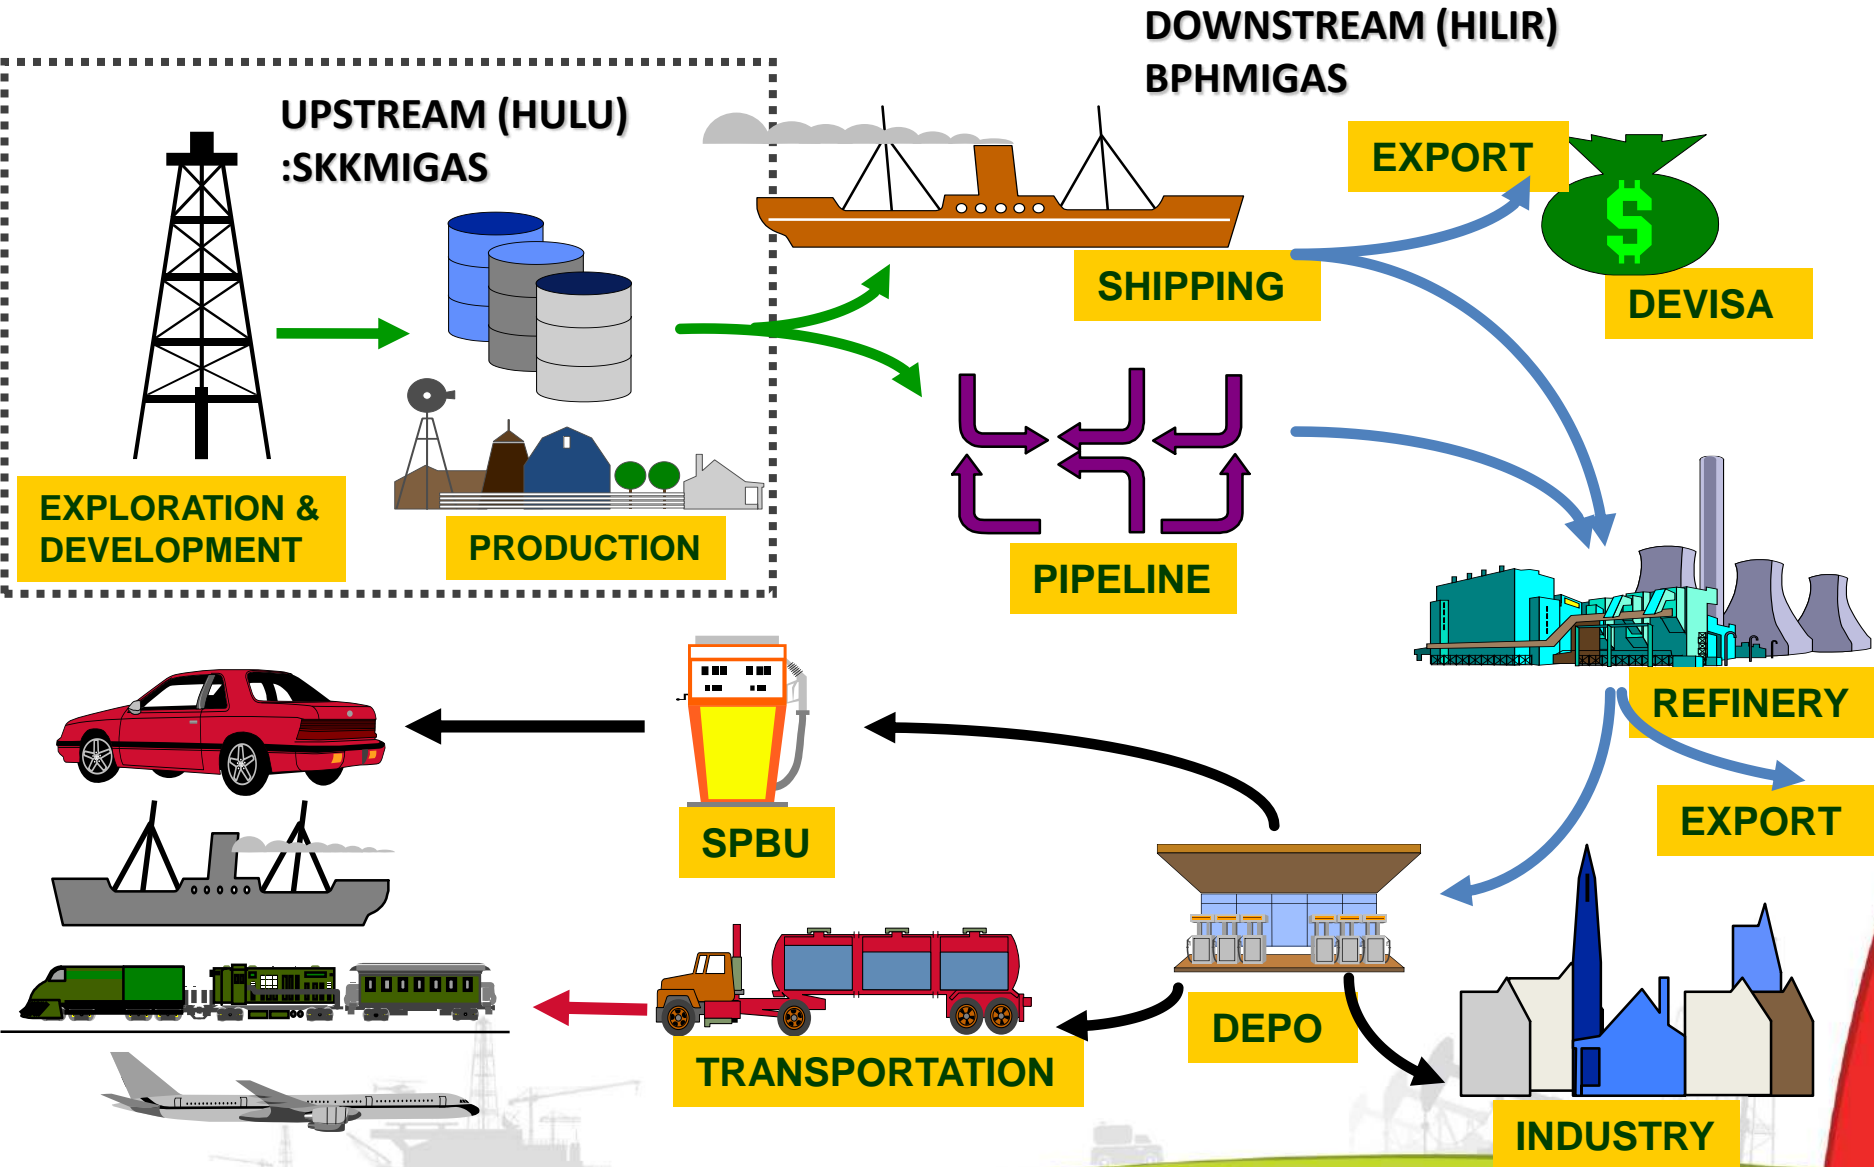 DOWNSTREAM (HILIR)
BPHMIGAS
UPSTREAM (HULU)
:SKKMIGAS
EXPORT
$
SHIPPING
DEVISA
EXPLORATION &
DEVELOPMENT
PRODUCTION
PIPELINE
REFINERY
EXPORT
SPBU
DEPO
TRANSPORTATION
INDUSTRY